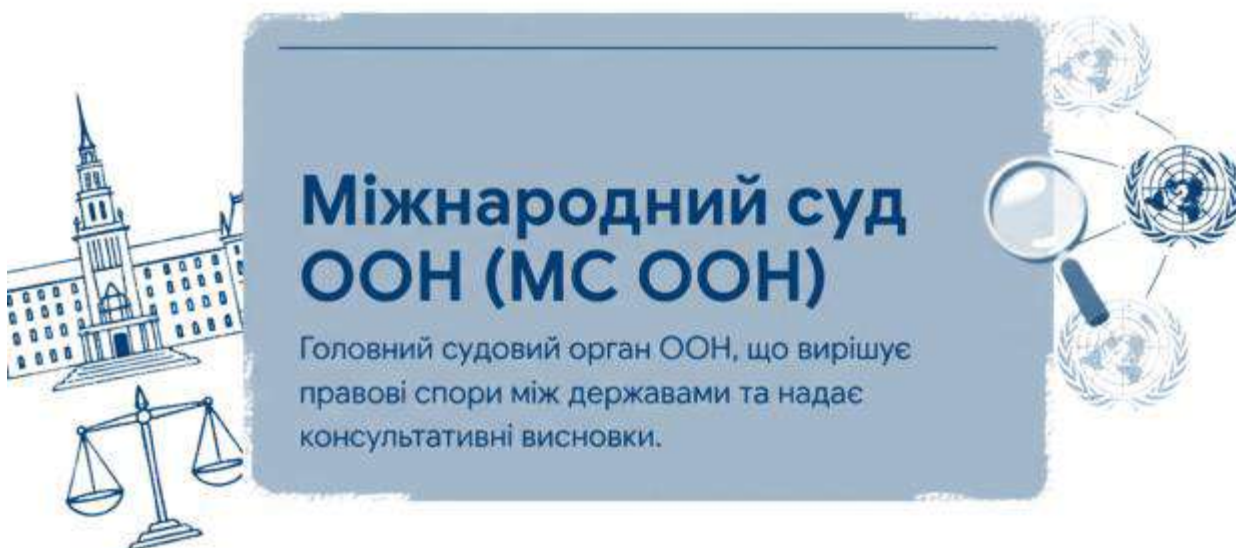 Міжнародний суд
ООН (МС ООН)
Головний судовий орган ООН, що вирішує
правові спори між державами та надає
консультативні висновки.